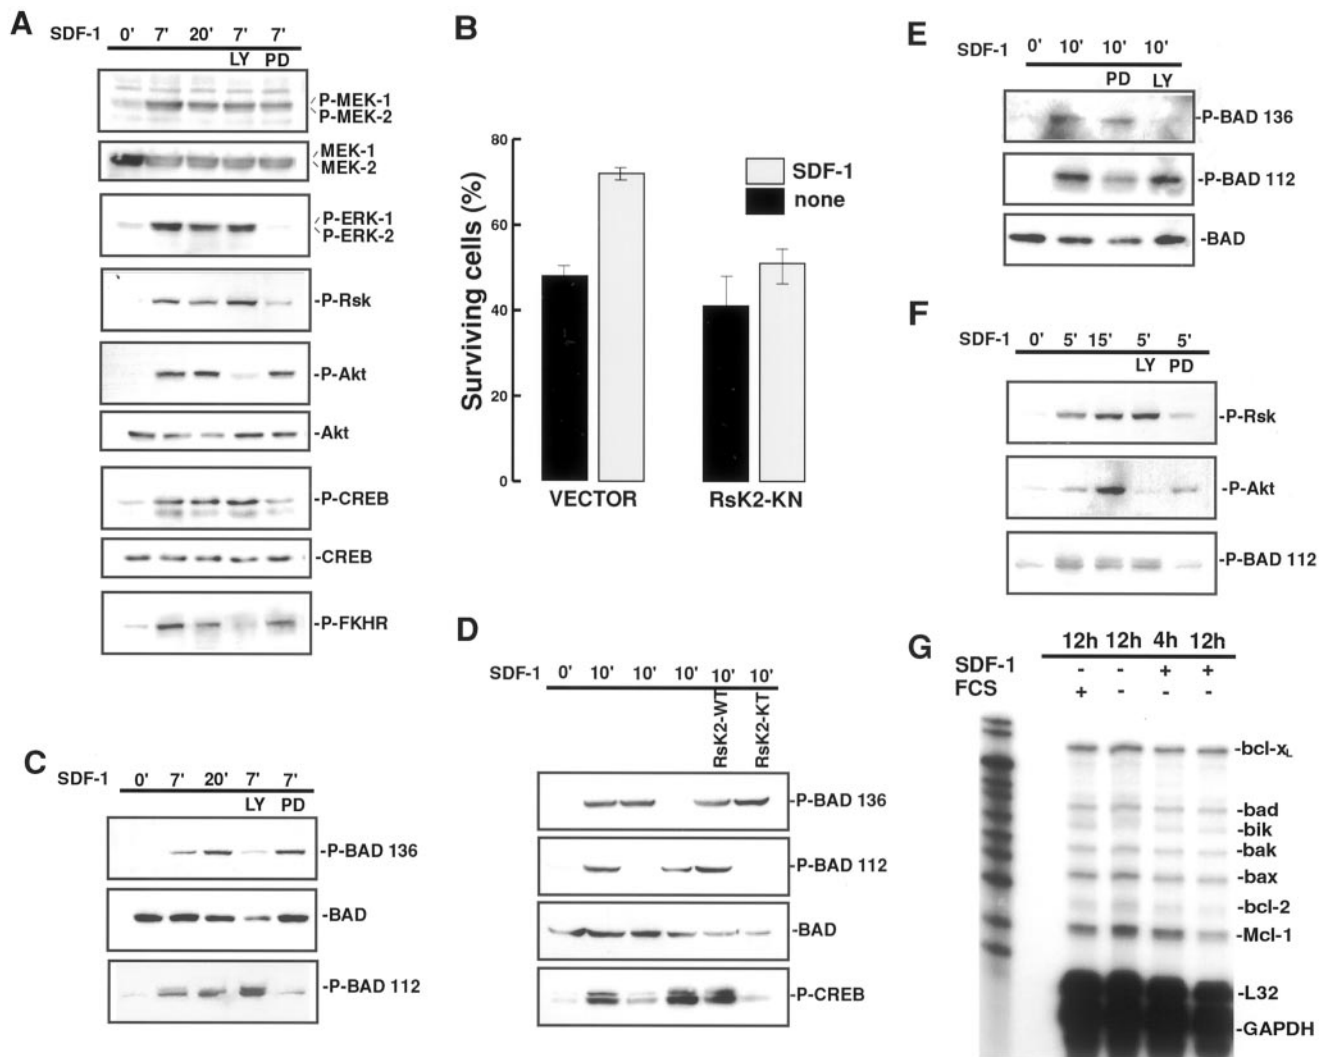 A
SDF-1 0' 7' 20' 7' 7'
LY PD
P-MEK-1
P-MEK-2
MEK-1
MEK-2
P-ERK-1
P-ERK-2
-P-Rsk
-P-Akt
-Akt
-P-CREB
-CREB
-P-FKHR
B
Surviving cells (%)
80
60
40
20
0
SDF-1
none
VECTOR RsK2-KN
C
SDF-1 0' 7' 20' 7' 7'
LY PD
-P-BAD 136
-BAD
-P-BAD 112
D
SDF-1 0' 10' 10' 10' 10' 10'
RsK2-WT
RsK2-KT
-P-BAD 136
-P-BAD 112
-BAD
-P-CREB
E
SDF-1 0' 10' 10' 10'
PD LY
-P-BAD 136
-P-BAD 112
-BAD
F
SDF-1 0' 5' 15' 5' 5'
LY PD
-P-Rsk
-P-Akt
-P-BAD 112
G
12h 12h 4h 12h
SDF-1 - - + +
FCS + - - -
-bcl-xL
-bad
-bik
-bak
-bax
-bcl-2
-Mcl-1
-L32
-GAPDH